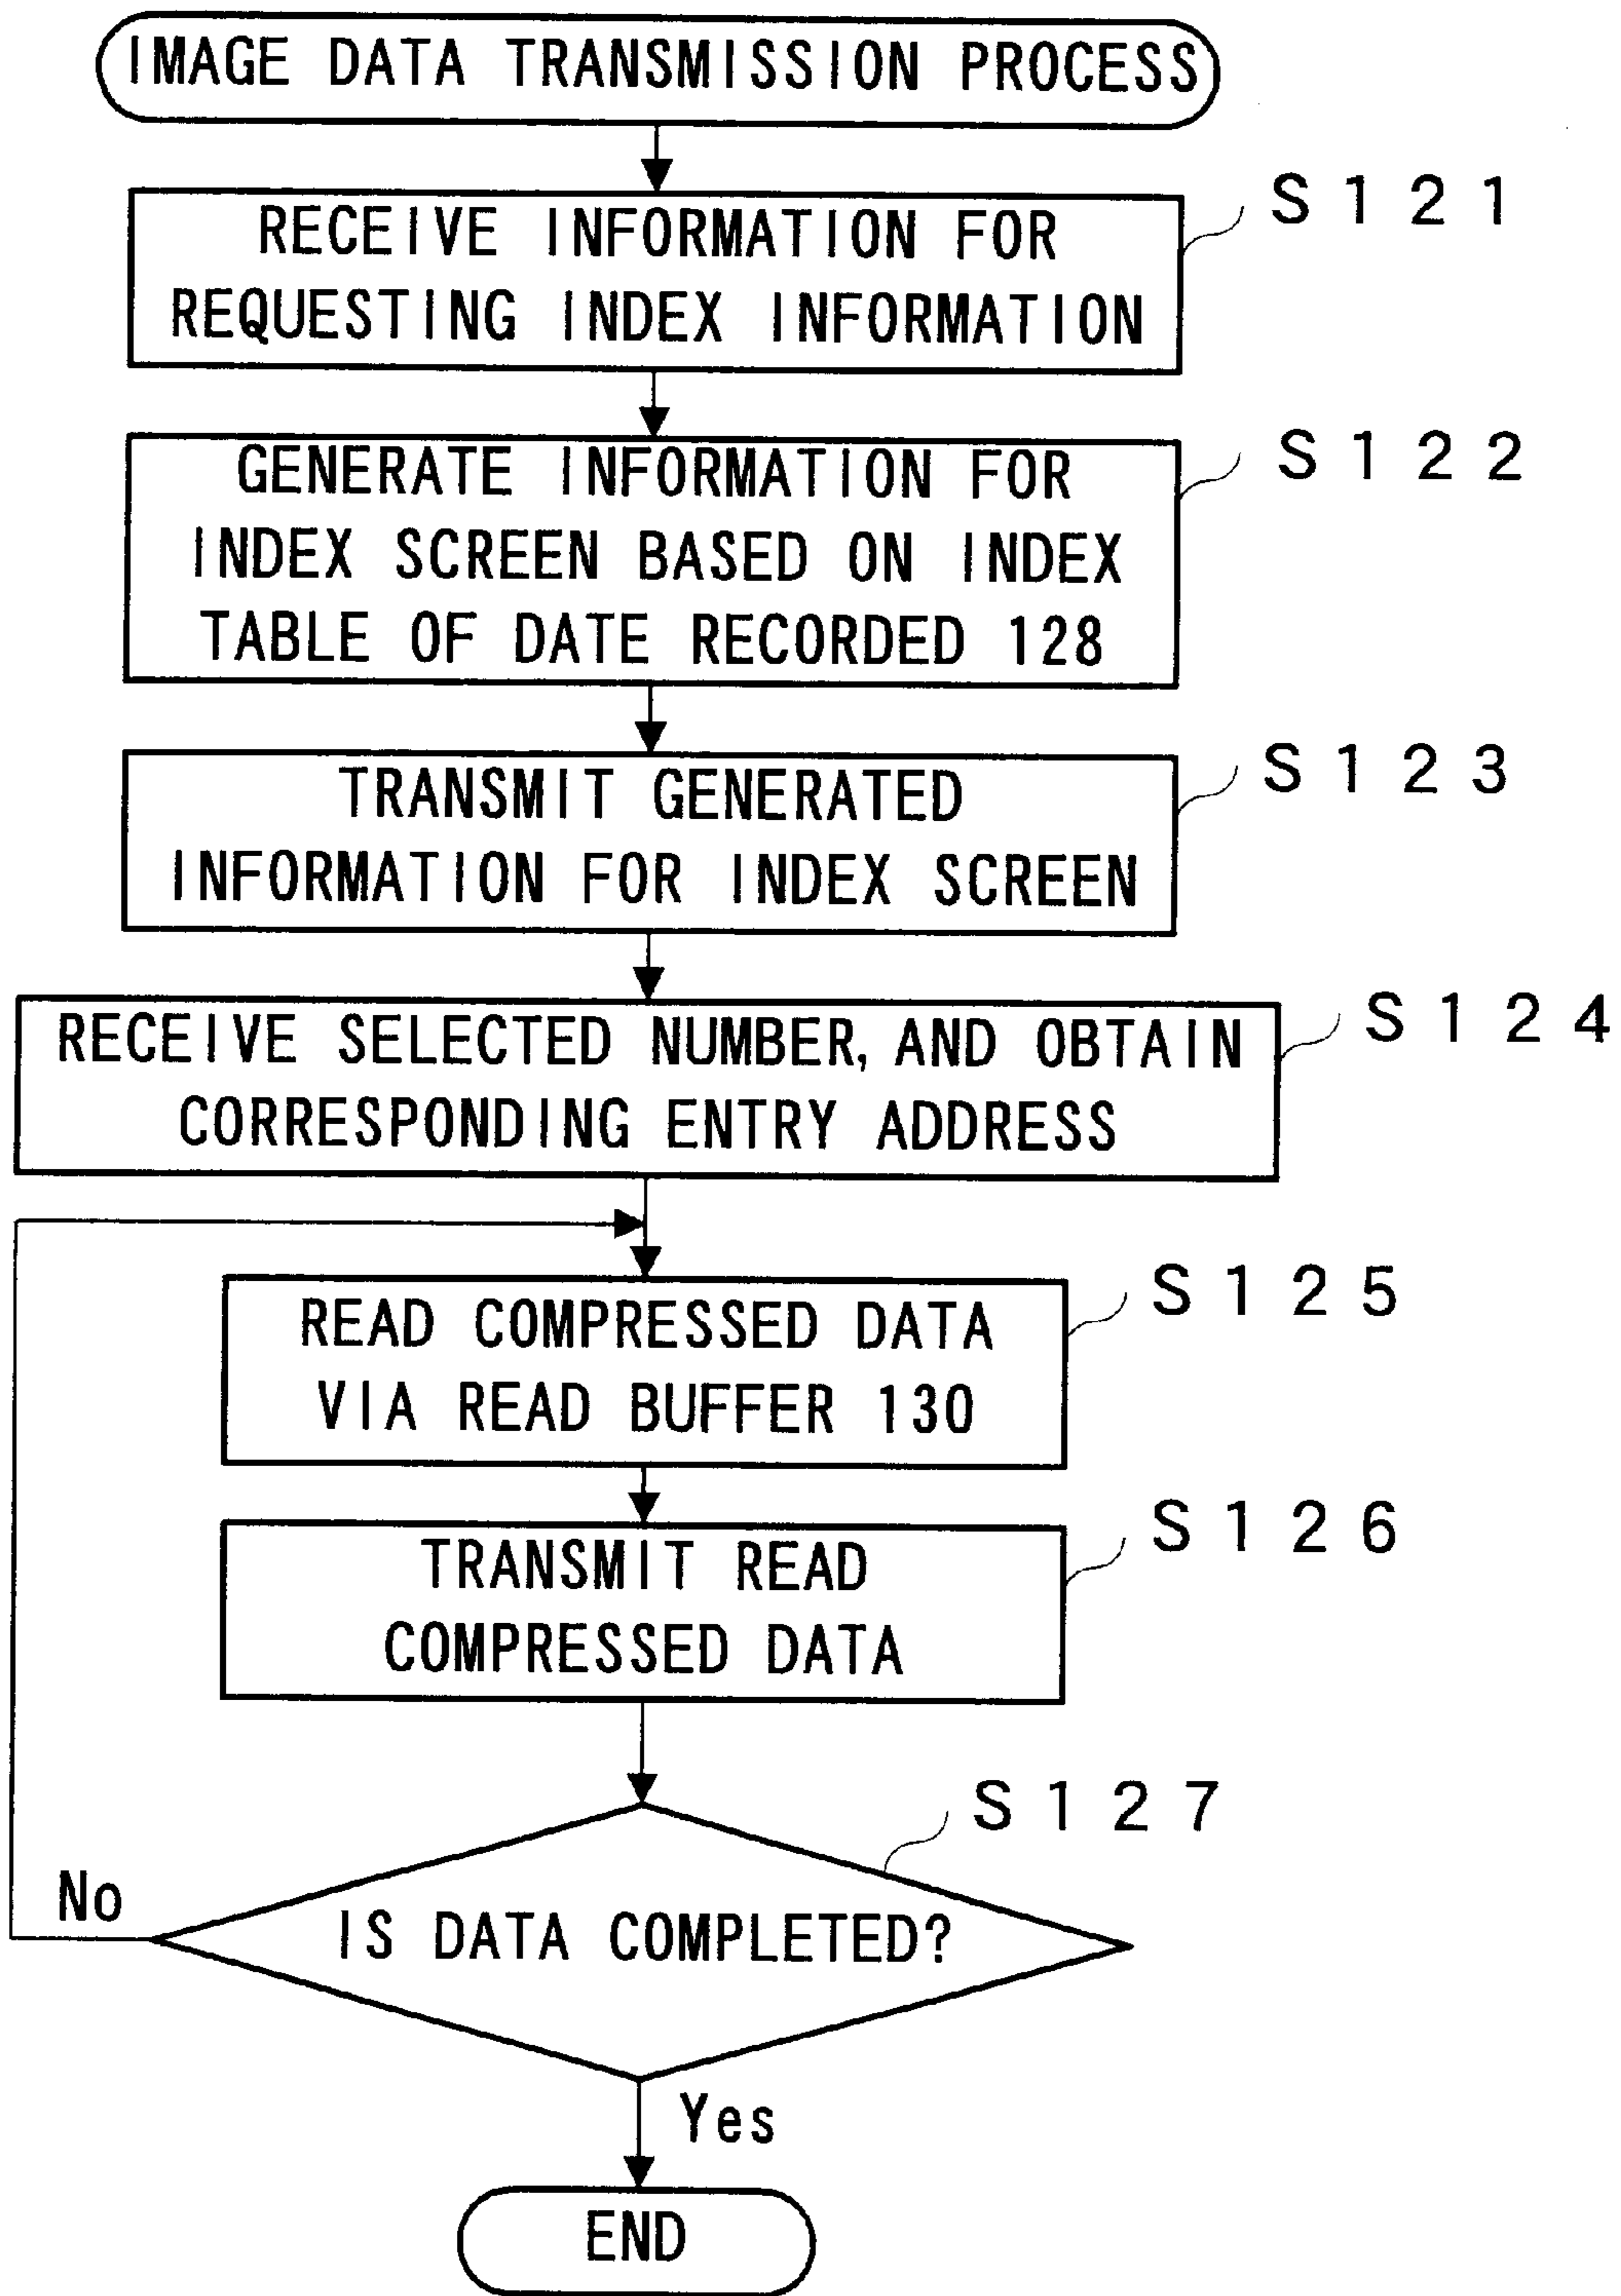 IMAGE DATA TRANSMISSION PROCESS
S121
RECEIVE INFORMATION FOR
REQUESTING INDEX INFORMATION
S122
GENERATE INFORMATION FOR
INDEX SCREEN BASED ON INDEX
TABLE OF DATE RECORDED 128
S123
TRANSMIT GENERATED
INFORMATION FOR INDEX SCREEN
S124
RECEIVE SELECTED NUMBER, AND OBTAIN
CORRESPONDING ENTRY ADDRESS
S125
READ COMPRESSED DATA
VIA READ BUFFER 130
S126
TRANSMIT READ
COMPRESSED DATA
S127
No
IS DATA COMPLETED?
Yes
END